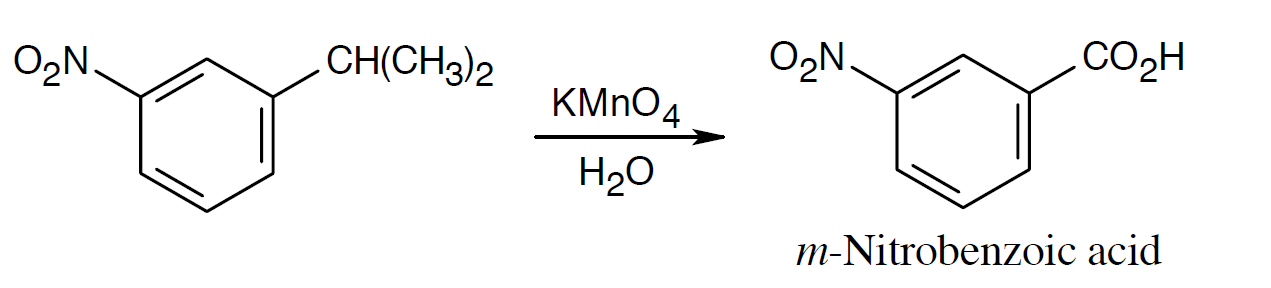 O₂N CH(CH₃)₂
KMnO₄
H₂O
O₂N CO₂H
m-Nitrobenzoic acid